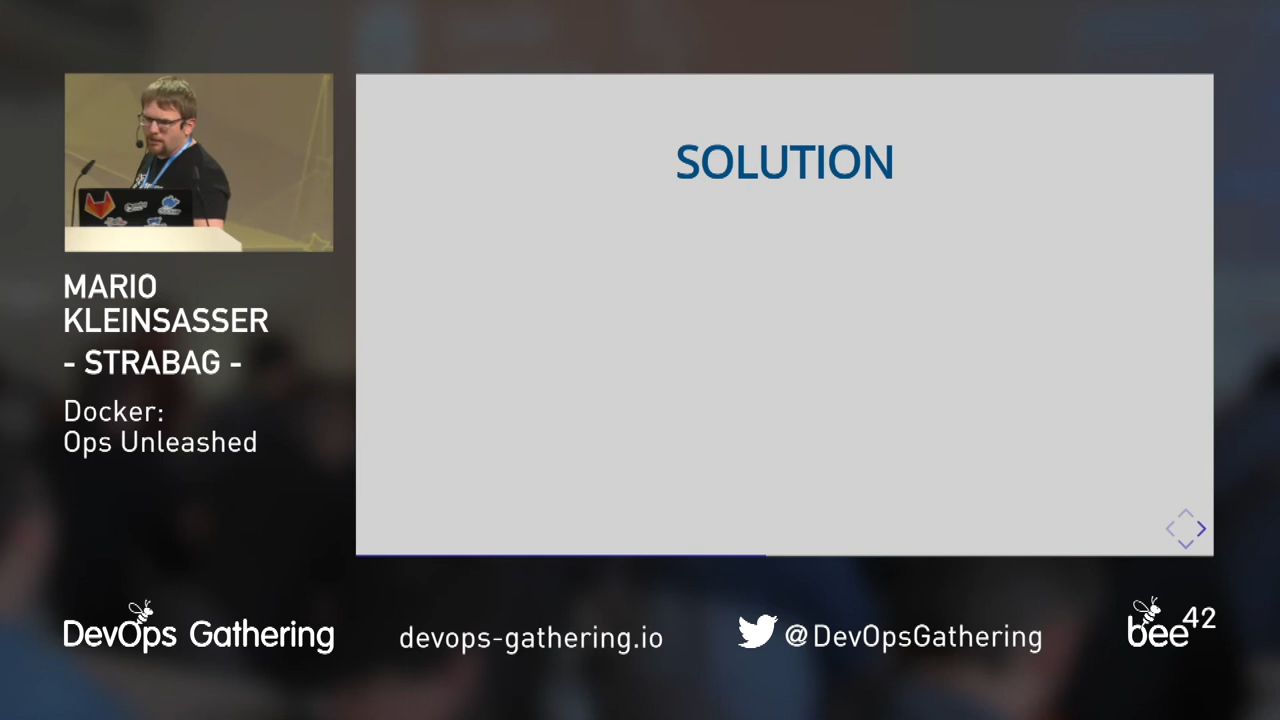 SOLUTION
MARIO
KLEINSASSER
- STRABAG -
Docker:
Ops Unleashed
DevOps Gathering
devops-gathering.io
@DevOpsGathering
bee42